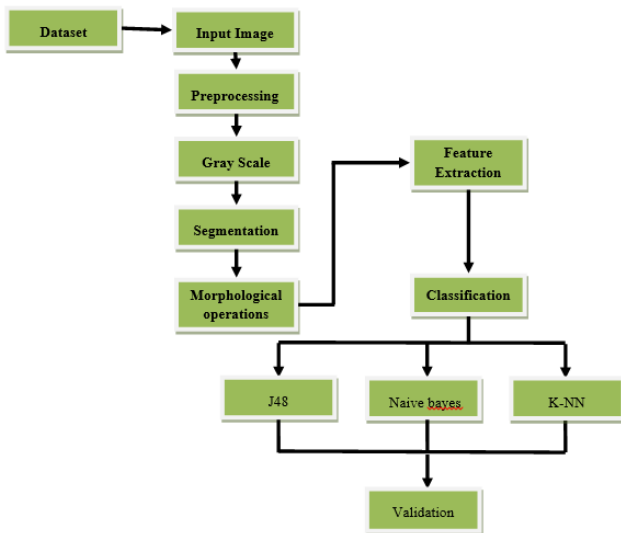 Dataset
Input Image
Preprocessing
Gray Scale
Segmentation
Morphological
operations
Feature
Extraction
Classification
J48
Naive bayes
K-NN
Validation